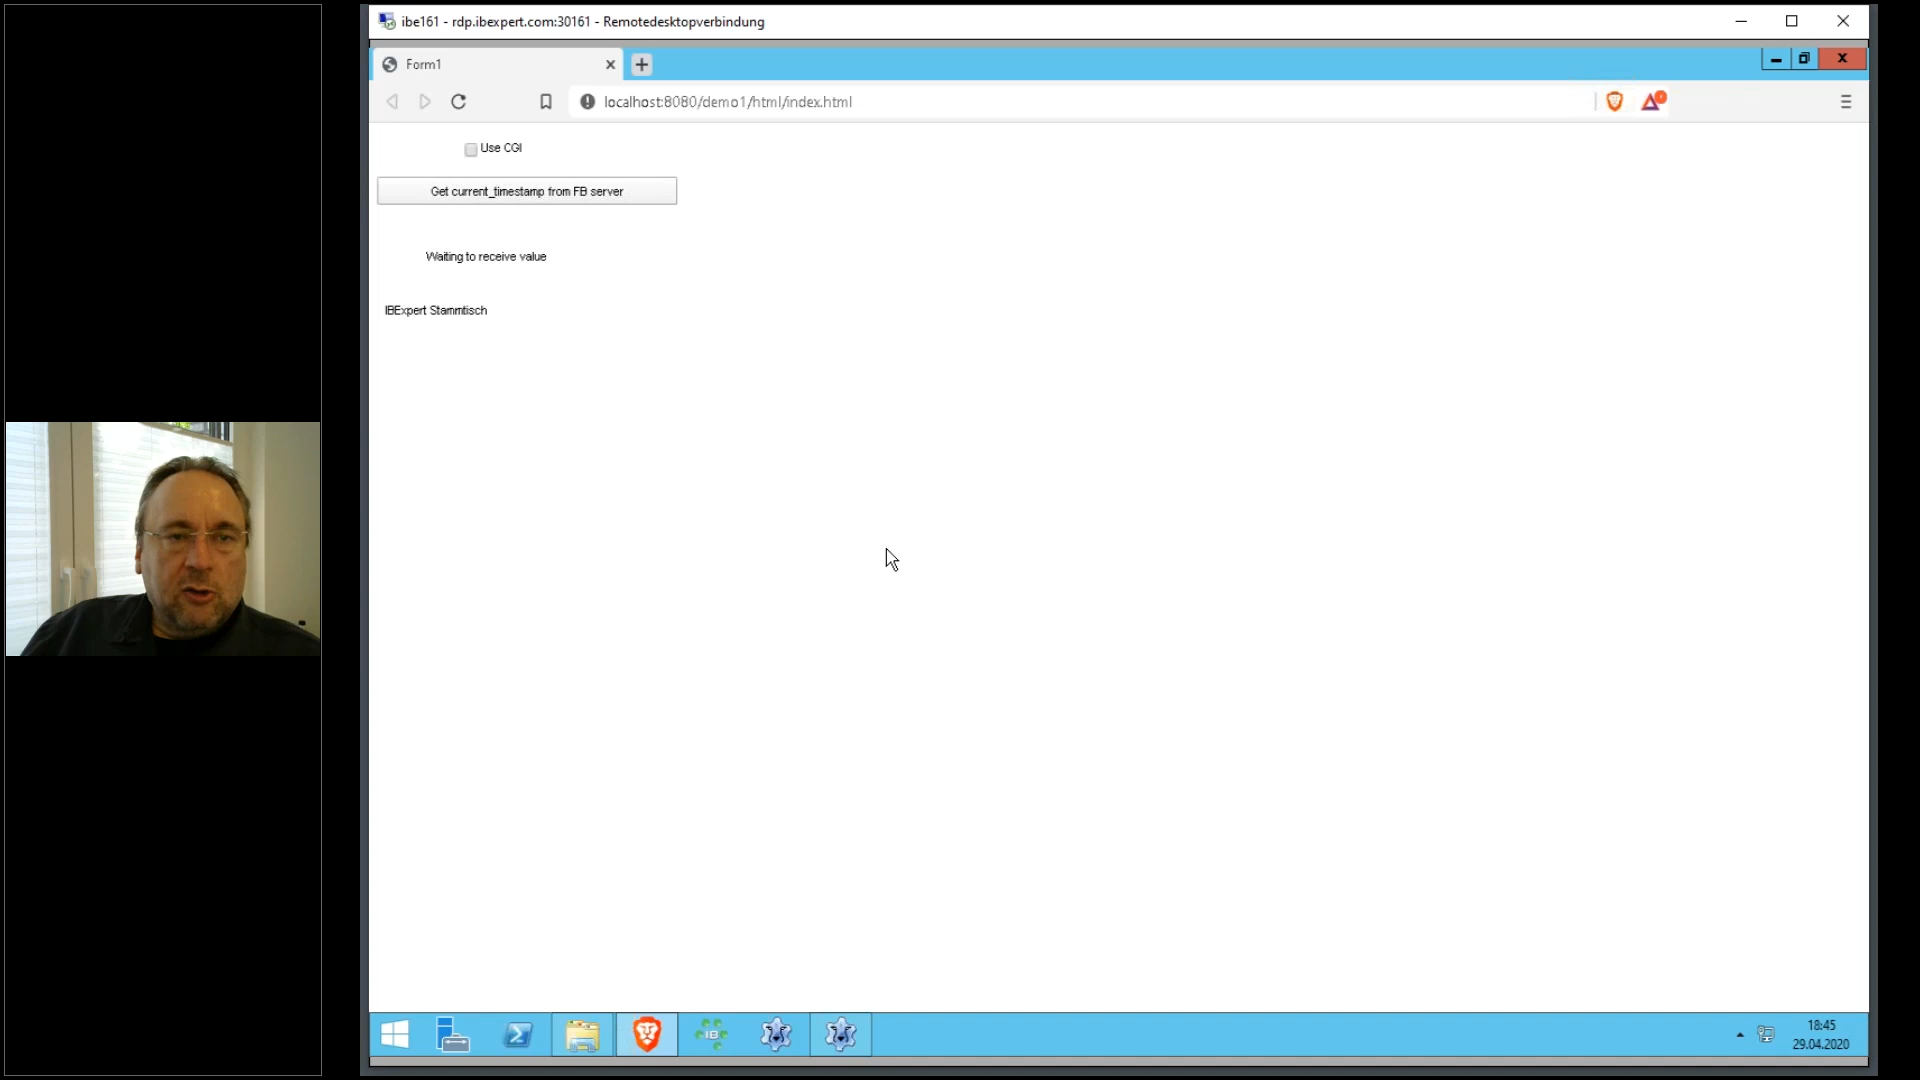 ibe161 - rdp.ibexpert.com:30161 - Remotedesktopverbindung
Form1
localhost:8080/demo1/html/index.html
Use CGI
Get current_timestamp from FB server
Waiting to receive value
IBExpert Stammtisch
IB
18:45
29.04.2020